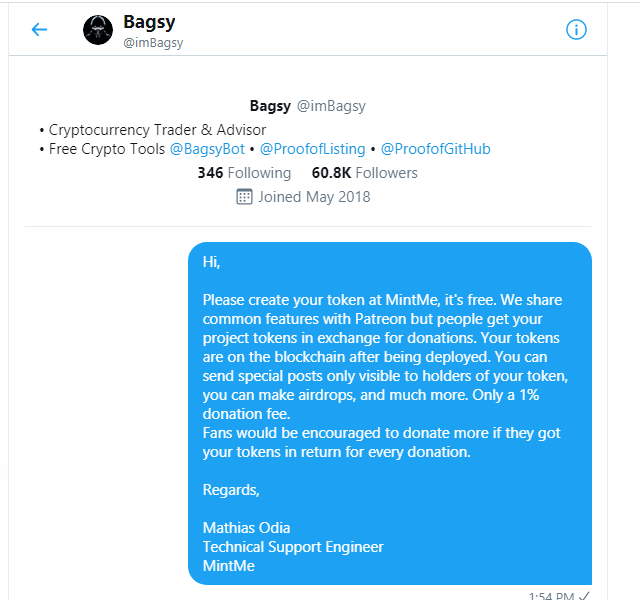 Bagsy
@imBagsy
Bagsy @imBagsy
• Cryptocurrency Trader & Advisor
• Free Crypto Tools @BagsyBot • @ProofofListing • @ProofofGitHub
346 Following 60.8K Followers
Joined May 2018
Hi,
Please create your token at MintMe, it's free. We share
common features with Patreon but people get your
project tokens in exchange for donations. Your tokens
are on the blockchain after being deployed. You can
send special posts only visible to holders of your token,
you can make airdrops, and much more. Only a 1%
donation fee.
Fans would be encouraged to donate more if they got
your tokens in return for every donation.
Regards,
Mathias Odia
Technical Support Engineer
MintMe
1:54 PM ✓